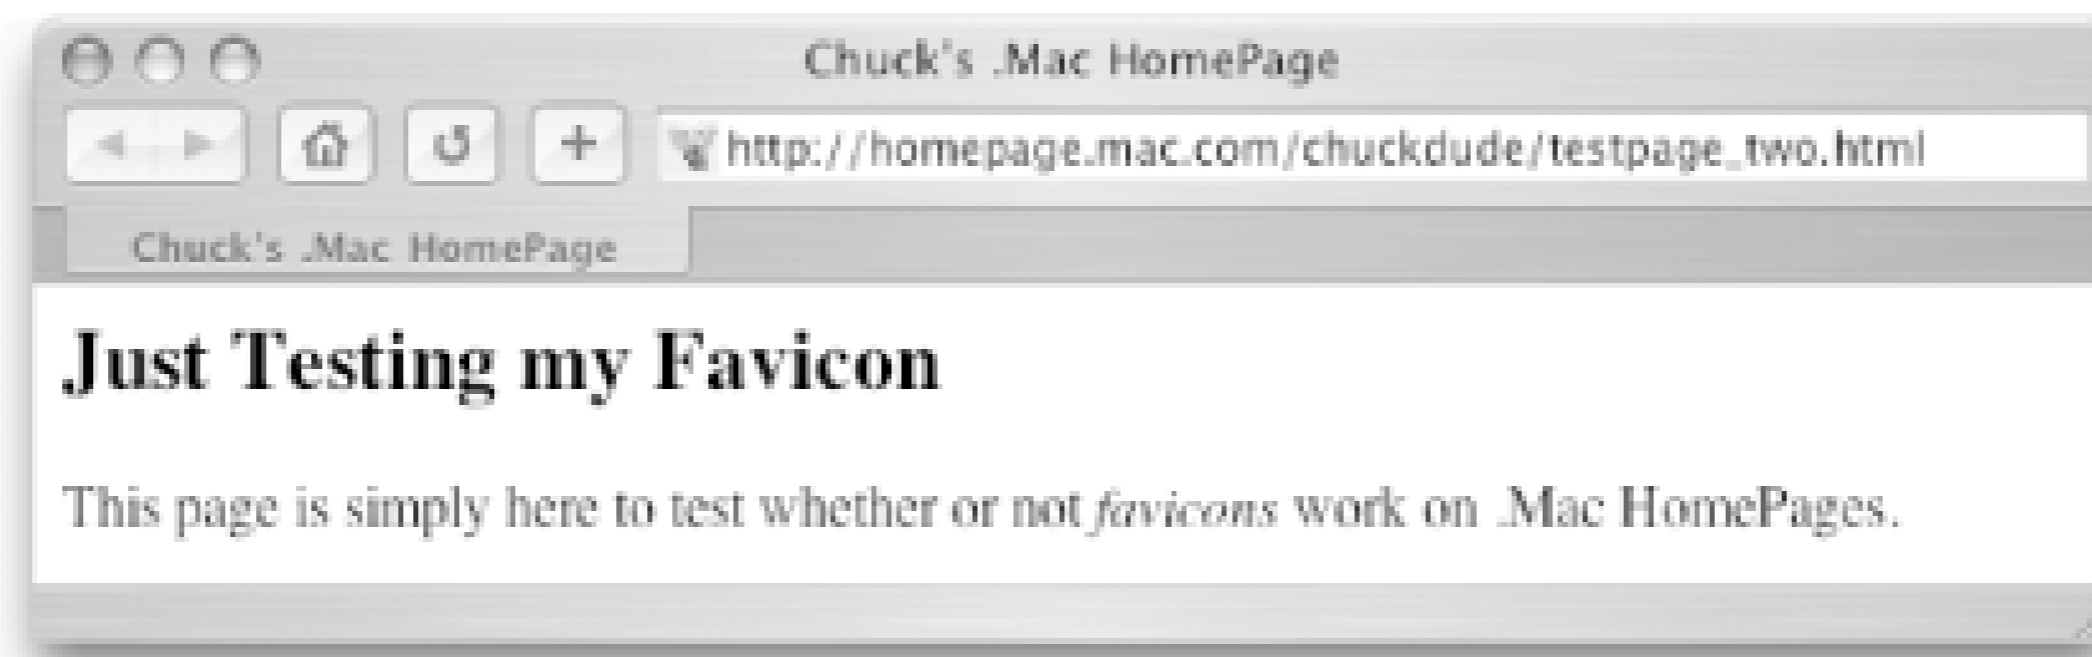 Chuck's .Mac HomePage
http://homepage.mac.com/chuckdude/testpage_two.html
Chuck's .Mac HomePage
Just Testing my Favicon
This page is simply here to test whether or not favicons work on .Mac HomePages.